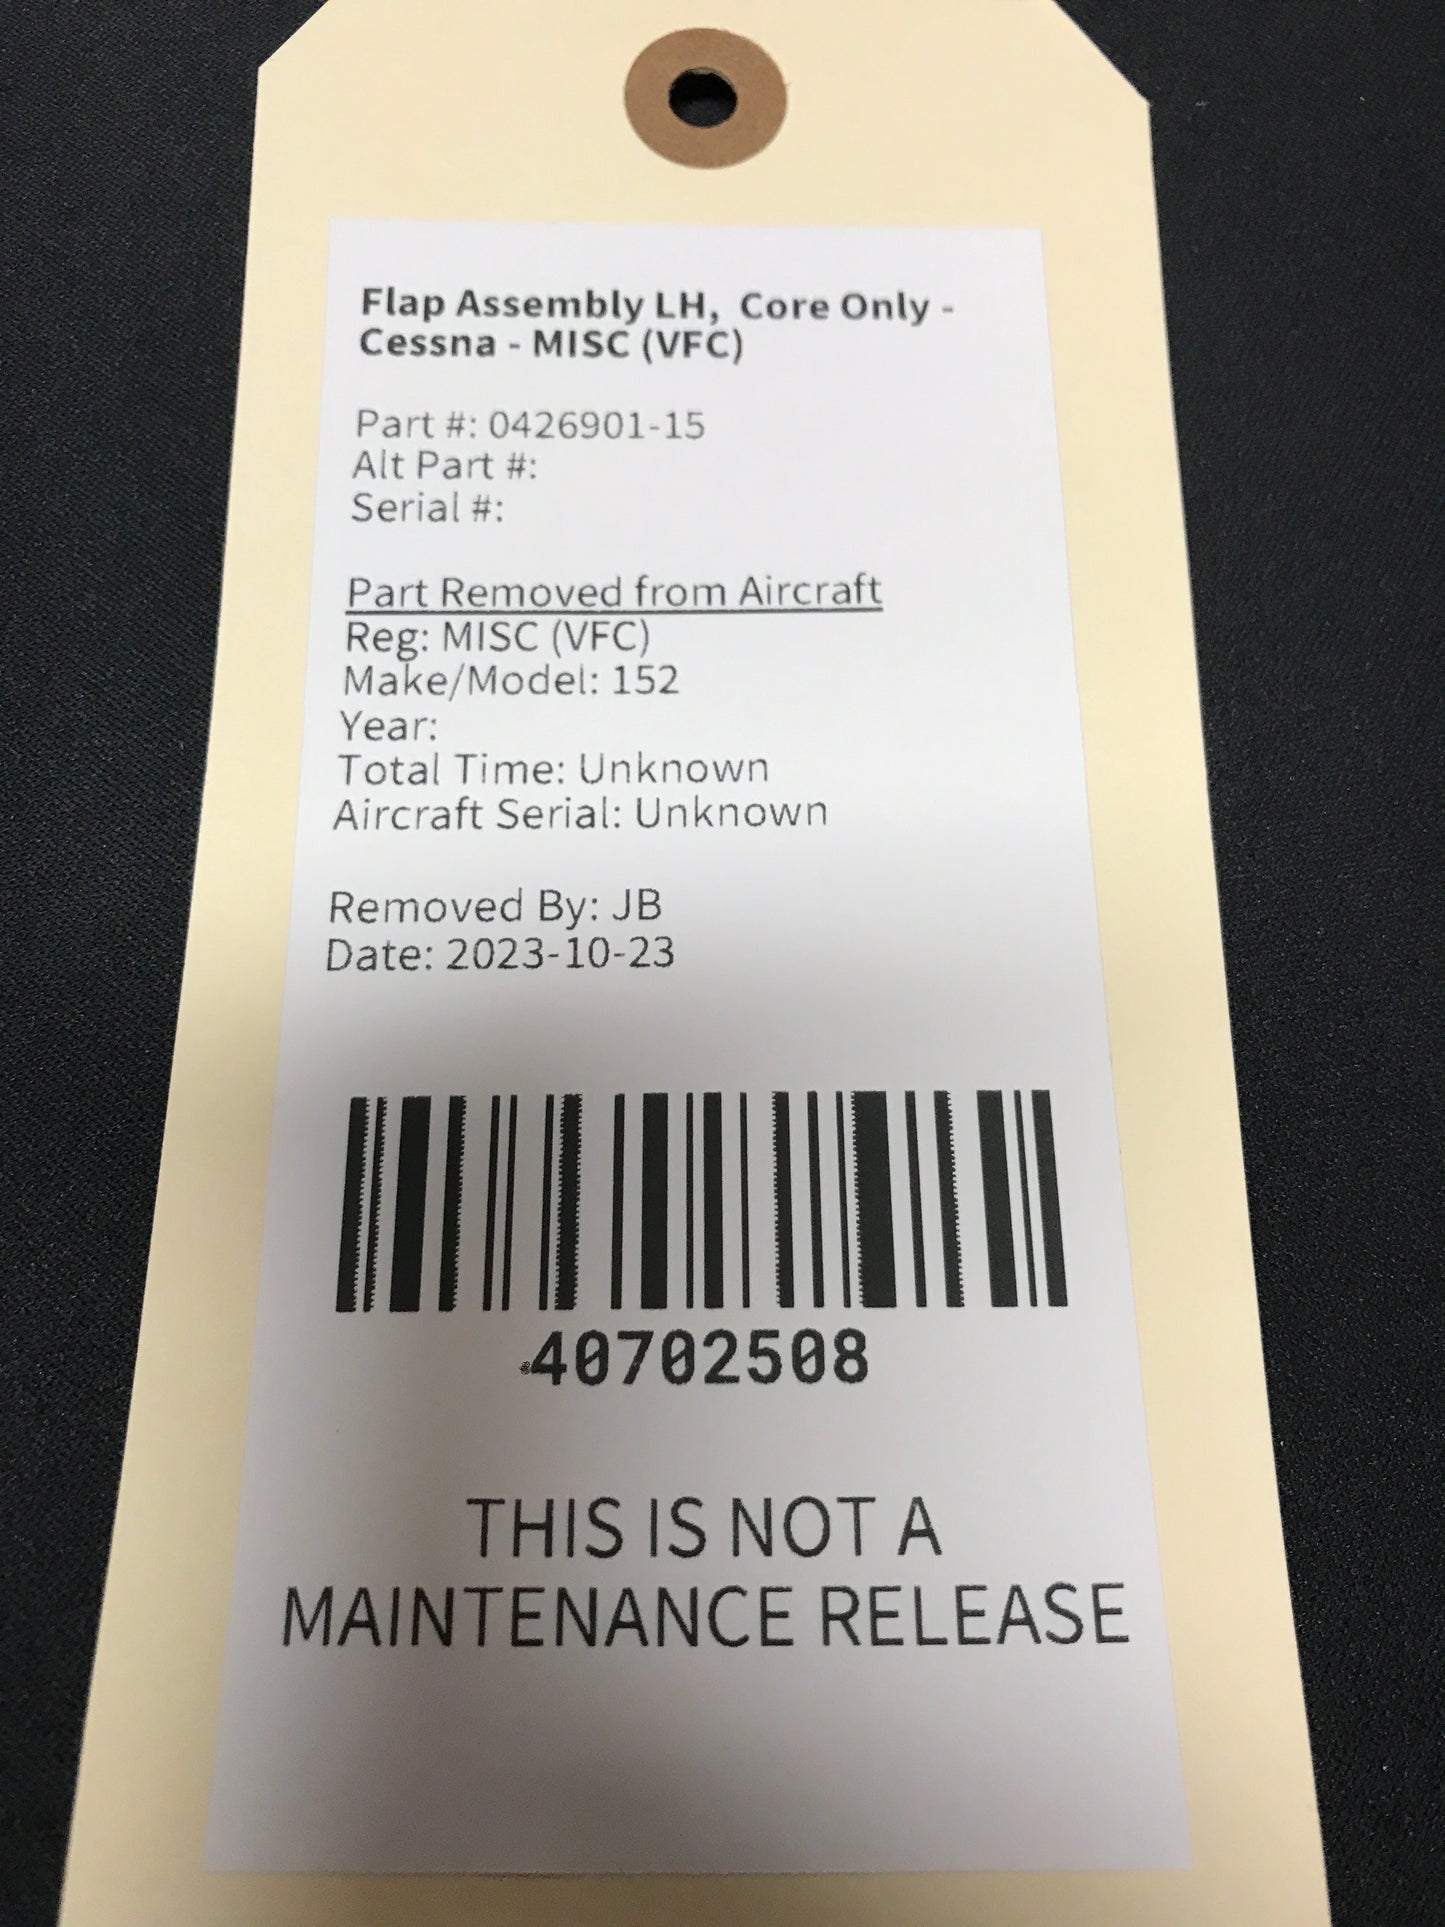 Flap Assembly LH,  Core Only -
Cessna - MISC (VFC)
Part #: 0426901-15
Alt Part #:
Serial #:
Part Removed from Aircraft
Reg: MISC (VFC)
Make/Model: 152
Year:
Total Time: Unknown
Aircraft Serial: Unknown
Removed By: JB
Date: 2023-10-23
40702508
THIS IS NOT A
MAINTENANCE RELEASE